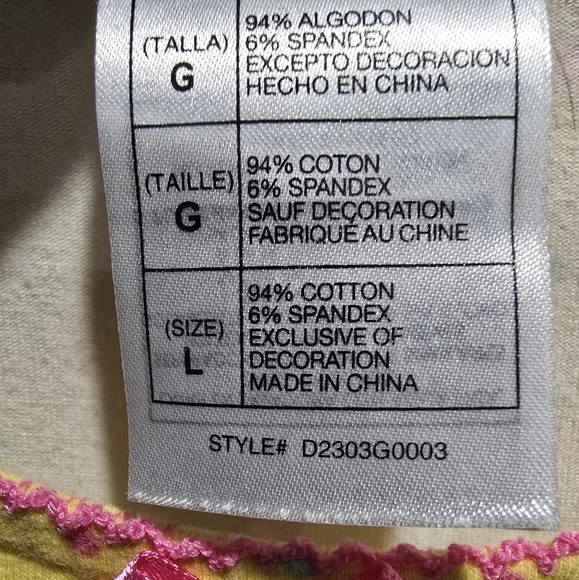 (TALLA)
G
94% ALGODON
6% SPANDEX
EXCEPTO DECORACION
HECHO EN CHINA
(TAILLE)
G
94% COTON
6% SPANDEX
SAUF DEÇORATION
FABRIQUÉ AU CHINE
(SIZE)
L
94% COTTON
6% SPANDEX
EXCLUSIVE OF
DECORATION
MADE IN CHINA
STYLE# D2303G0003